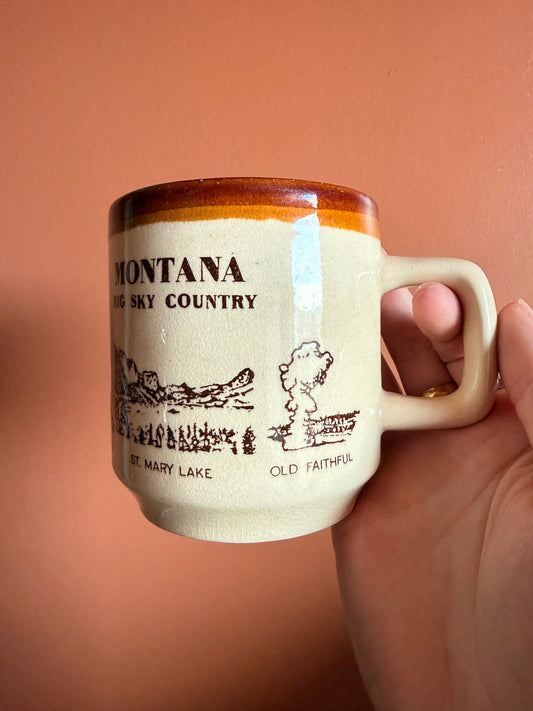 MONTANA
BIG SKY COUNTRY
ST. MARY LAKE
OLD FAITHFUL